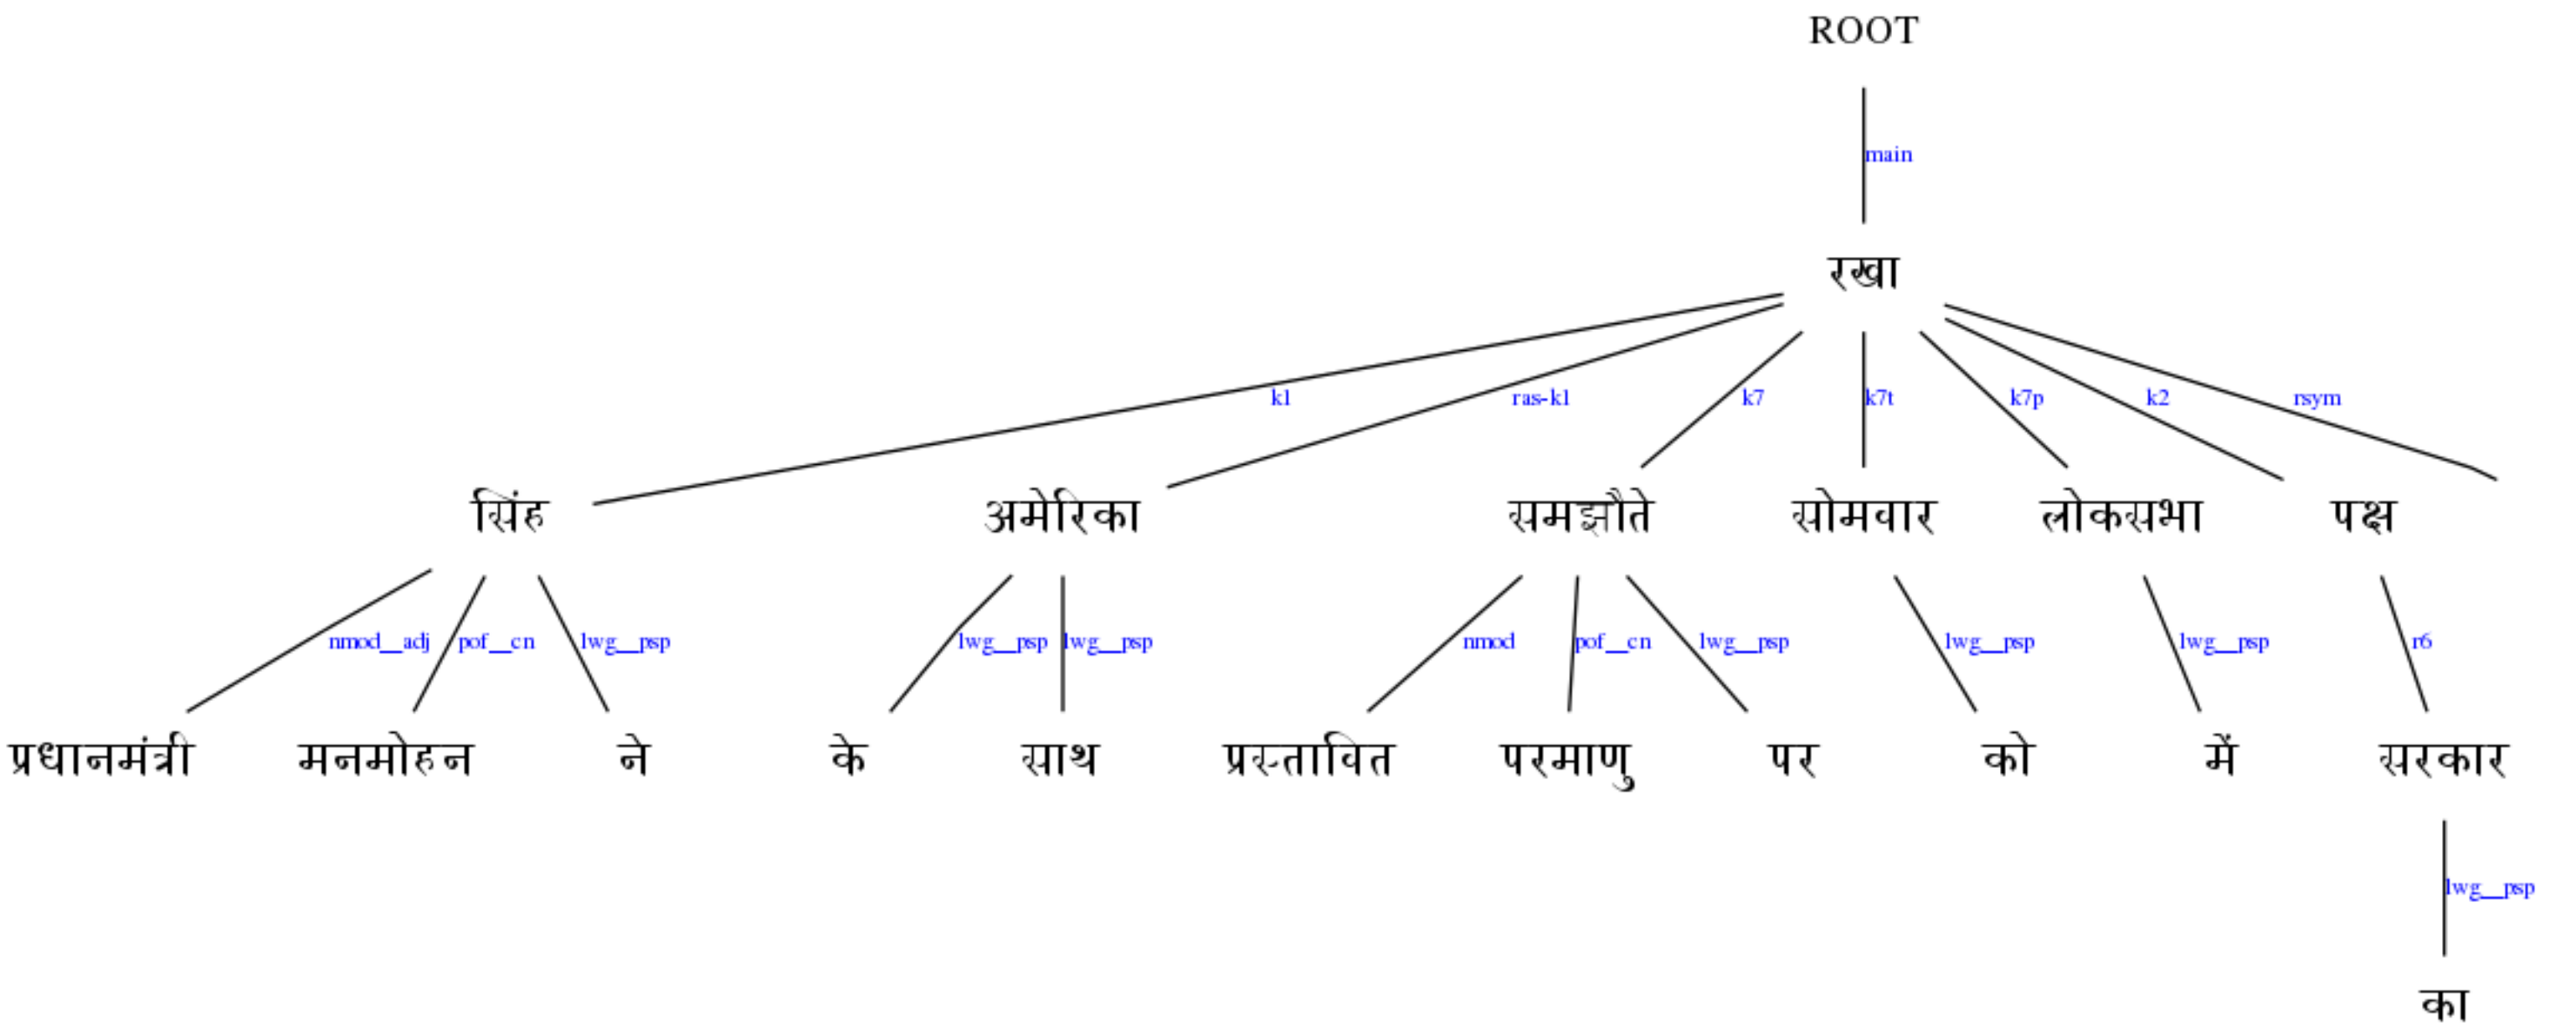 ROOT
main
रखा
k1 ras-k1 k7 k7t k7p k2 rsym
सिंह अमेरिका समझौते सोमवार लोकसभा पक्ष
nmod__adj pof__cn lwg__psp lwg__psp lwg__psp nmod pof__cn lwg__psp lwg__psp lwg__psp r6
प्रधानमंत्री मनमोहन ने के साथ प्रस्तावित परमाणु पर को में सरकार
lwg__psp
का